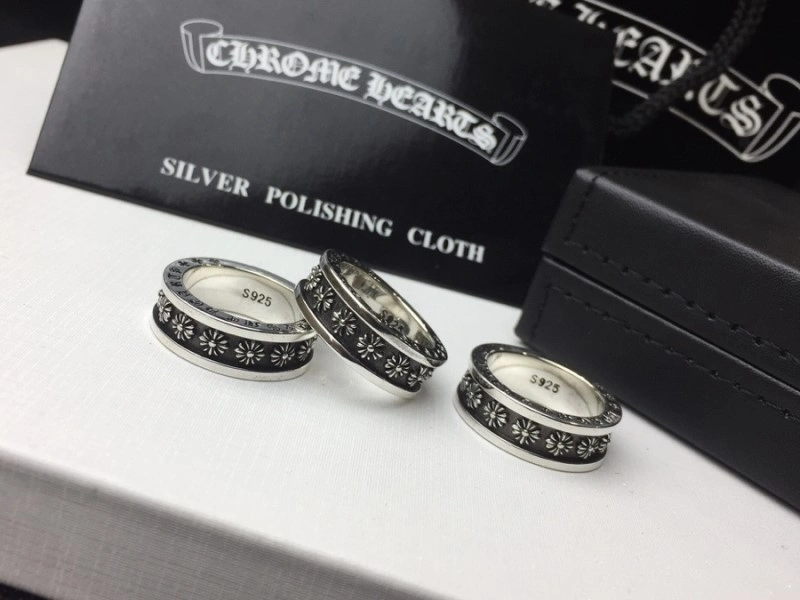 CHROME HEARTS
SILVER POLISHING CLOTH
S925
S925